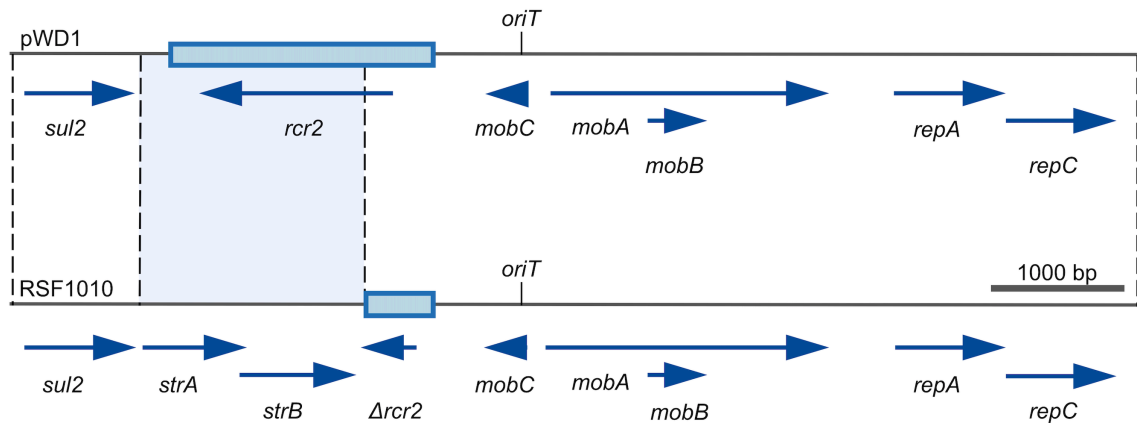 oriT
pWD1
sul2 rcr2 mobC mobA repA
mobB repC
oriT
RSF1010 1000 bp
sul2 strA mobC mobA repA
strB Δrcr2 mobB repC